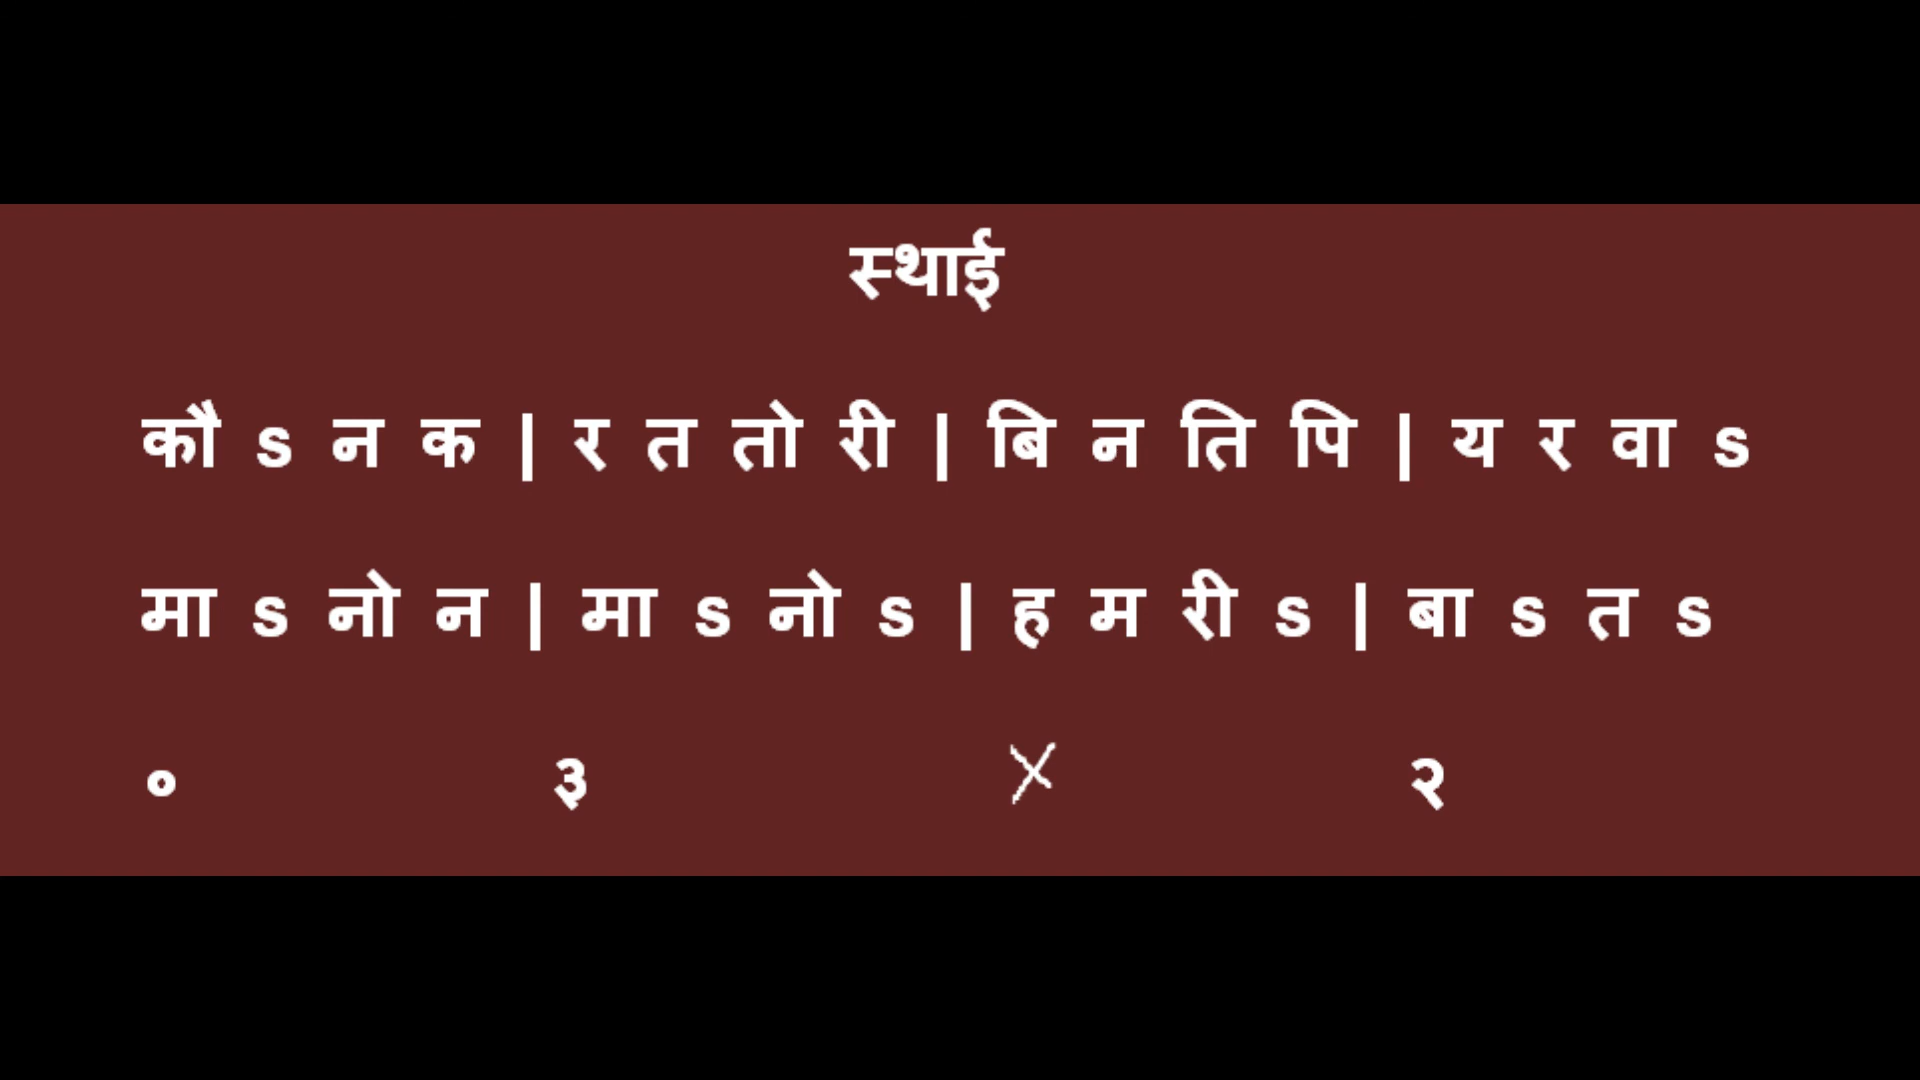 स्थाई
कौ s न क | र त तो री | बि न ति पि | य र वा s
मा s नो न | मा s नो s | ह म री s | बा s त s
० ३ X २